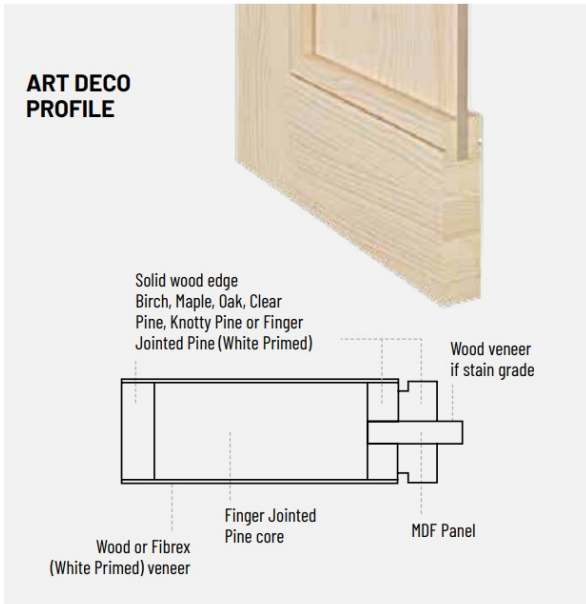 ART DECO
PROFILE
Solid wood edge
Birch, Maple, Oak, Clear
Pine, Knotty Pine or Finger
Jointed Pine (White Primed)
Wood veneer
if stain grade
Finger Jointed
Pine core
MDF Panel
Wood or Fibrex
(White Primed) veneer